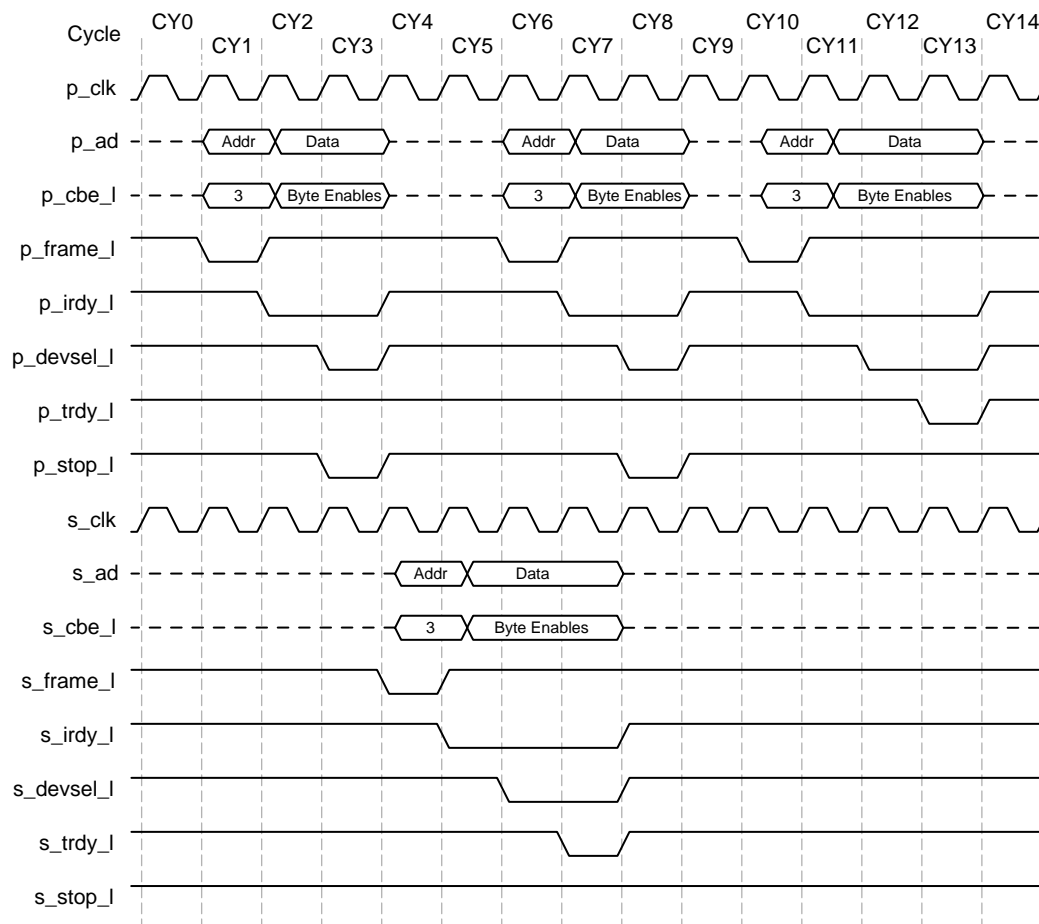 CY0 CY2 CY4 CY6 CY8 CY10 CY12 CY14
Cycle
CY1 CY3 CY5 CY7 CY9 CY11 CY13
p_clk
p_ad Addr Data Addr Data Addr Data
p_cbe_l 3 Byte Enables 3 Byte Enables 3 Byte Enables
p_frame_l
p_irdy_l
p_devsel_l
p_trdy_l
p_stop_l
s_clk
s_ad Addr Data
s_cbe_l 3 Byte Enables
s_frame_l
s_irdy_l
s_devsel_l
s_trdy_l
s_stop_l